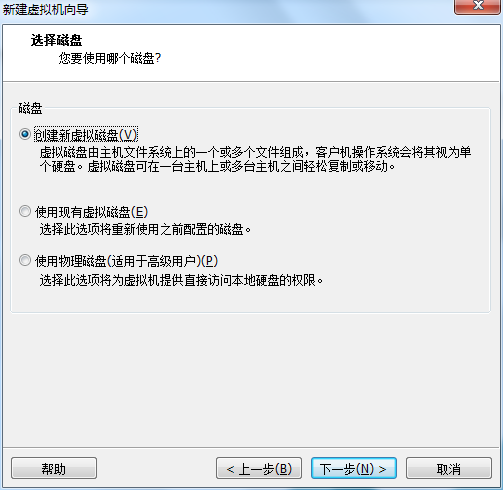 新建虚拟机向导
选择磁盘
您要使用哪个磁盘?
磁盘
创建新虚拟磁盘(V)
虚拟磁盘由主机文件系统上的一个或多个文件组成，客户机操作系统会将其视为单
个硬盘。虚拟磁盘可在一台主机上或多台主机之间轻松复制或移动。
使用现有虚拟磁盘(E)
选择此选项将重新使用之前配置的磁盘。
使用物理磁盘(适用于高级用户)(P)
选择此选项将为虚拟机提供直接访问本地硬盘的权限。
帮助
< 上一步(B)
下一步(N) >
取消